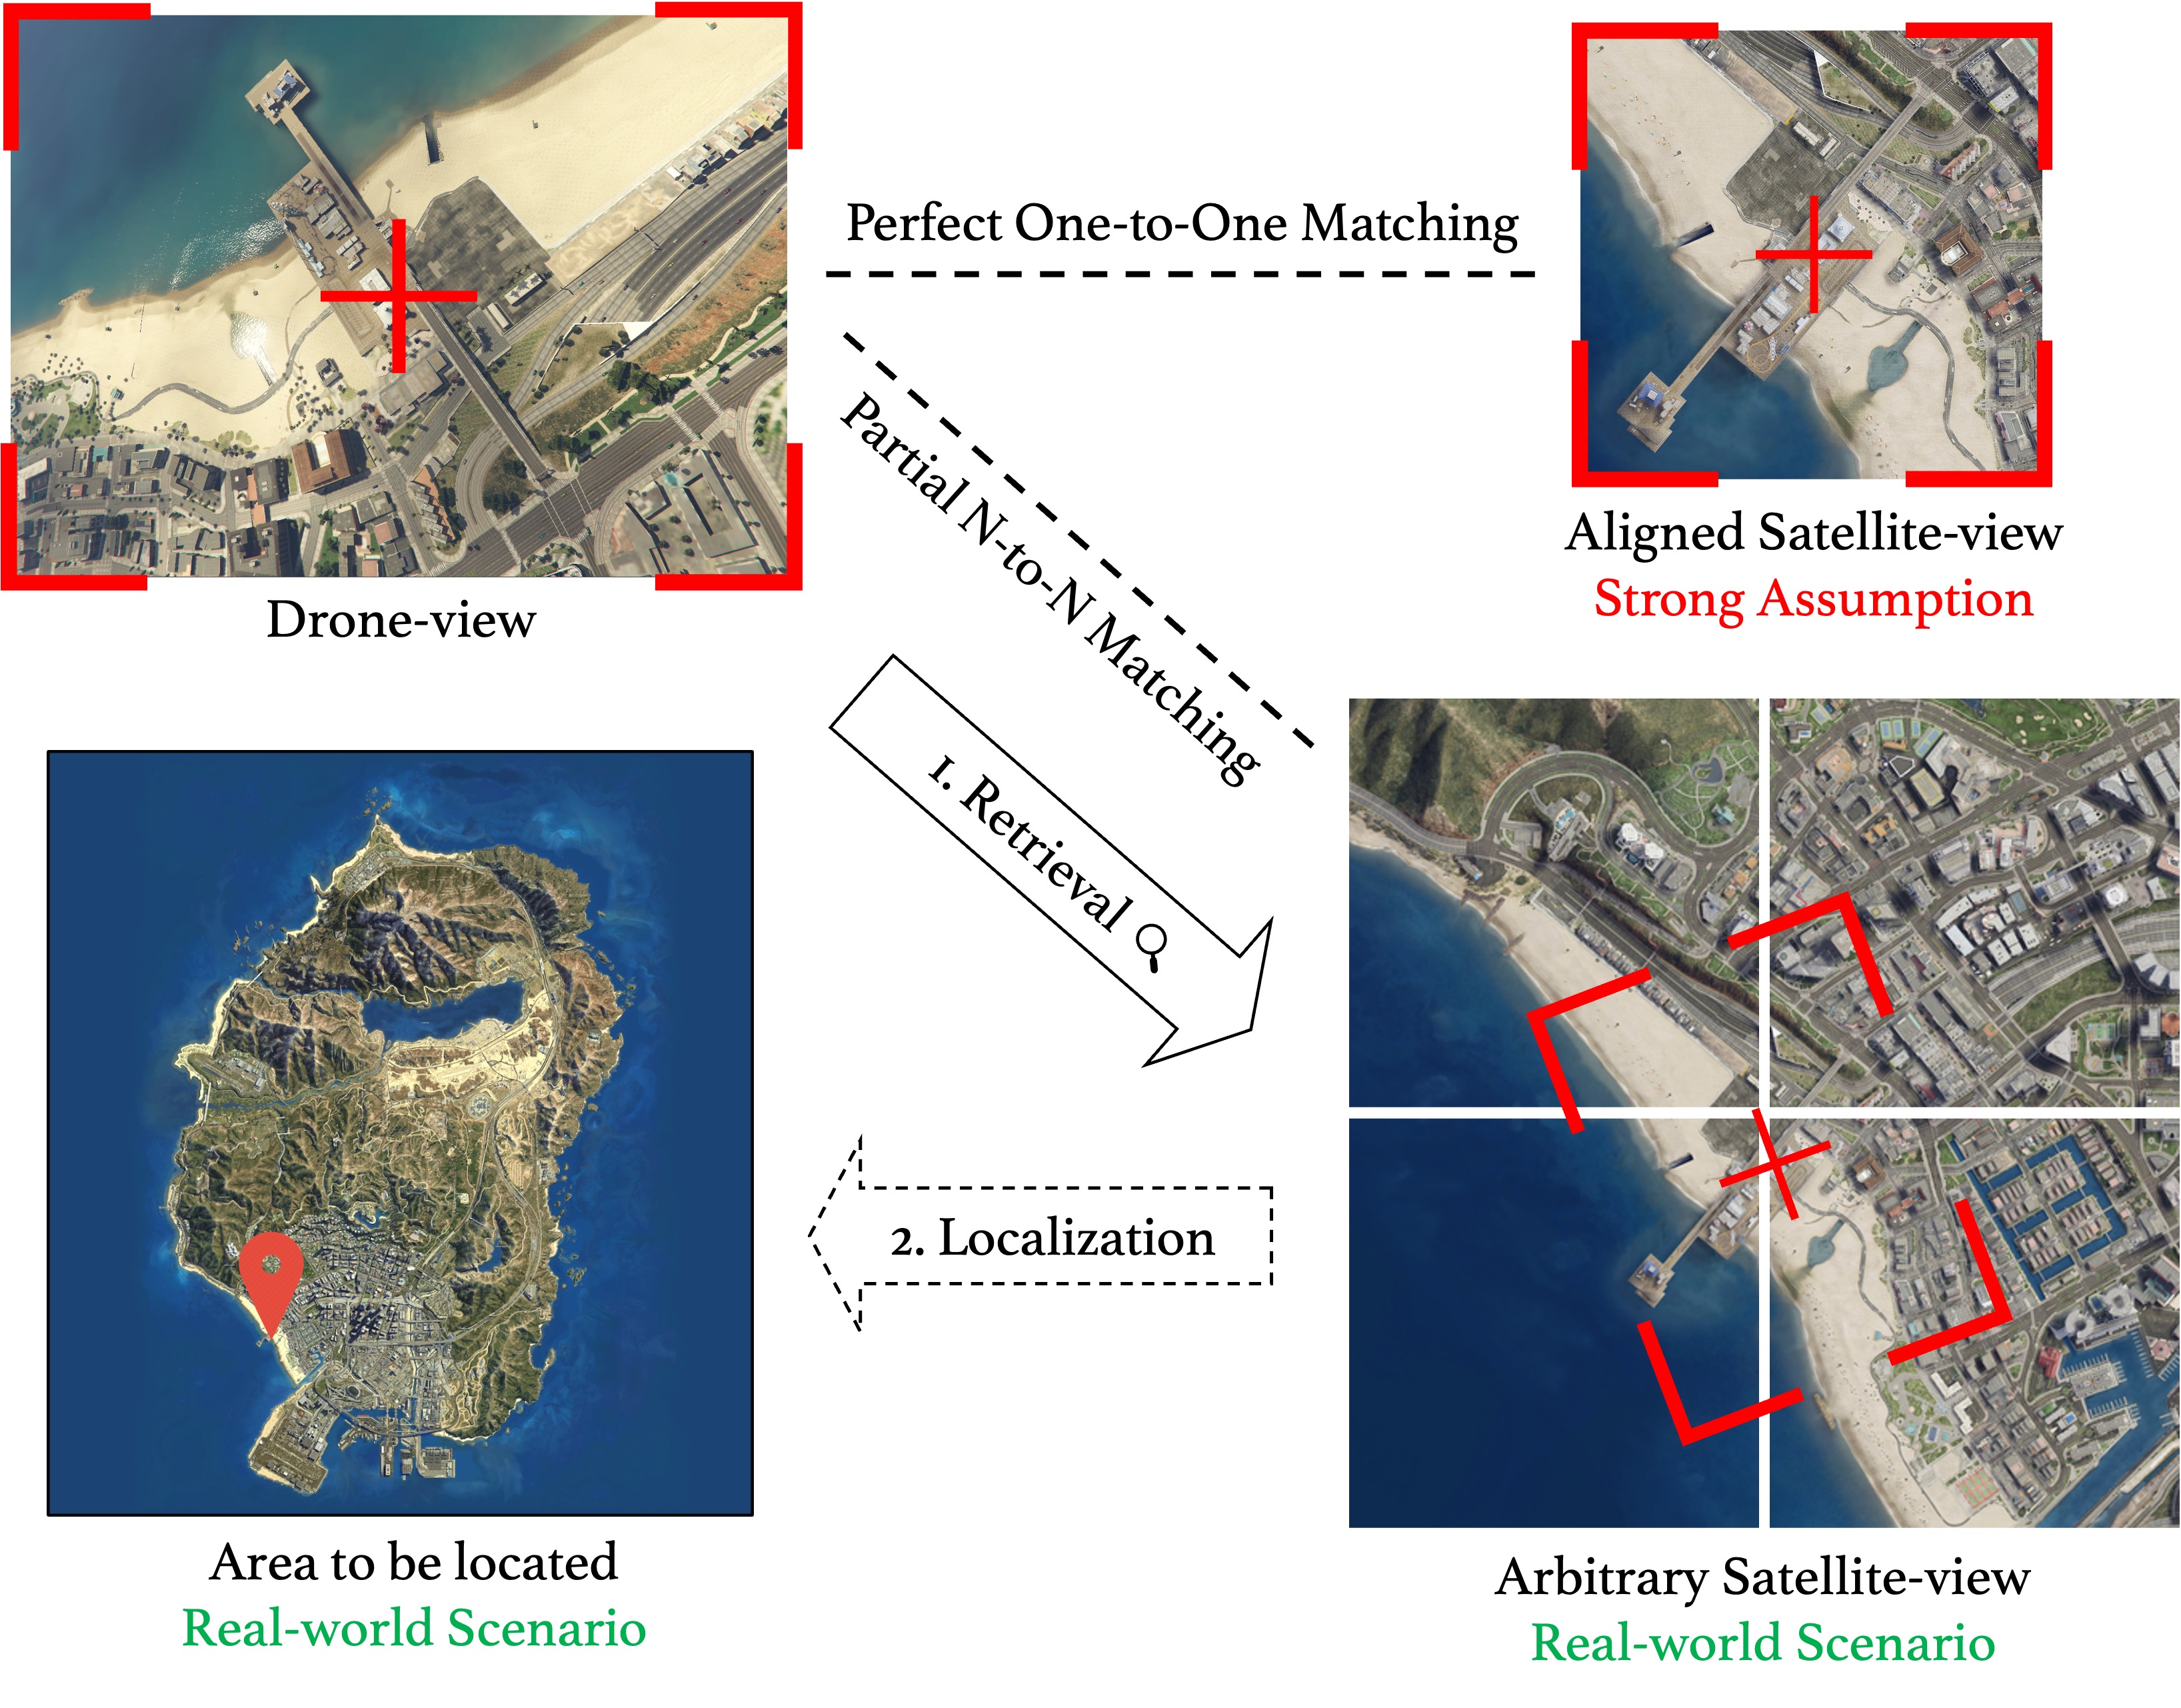 Perfect One-to-One Matching
Aligned Satellite-view
Strong Assumption
Drone-view
Partial N-to-N Matching
1. Retrieval
2. Localization
Area to be located
Real-world Scenario
Arbitrary Satellite-view
Real-world Scenario